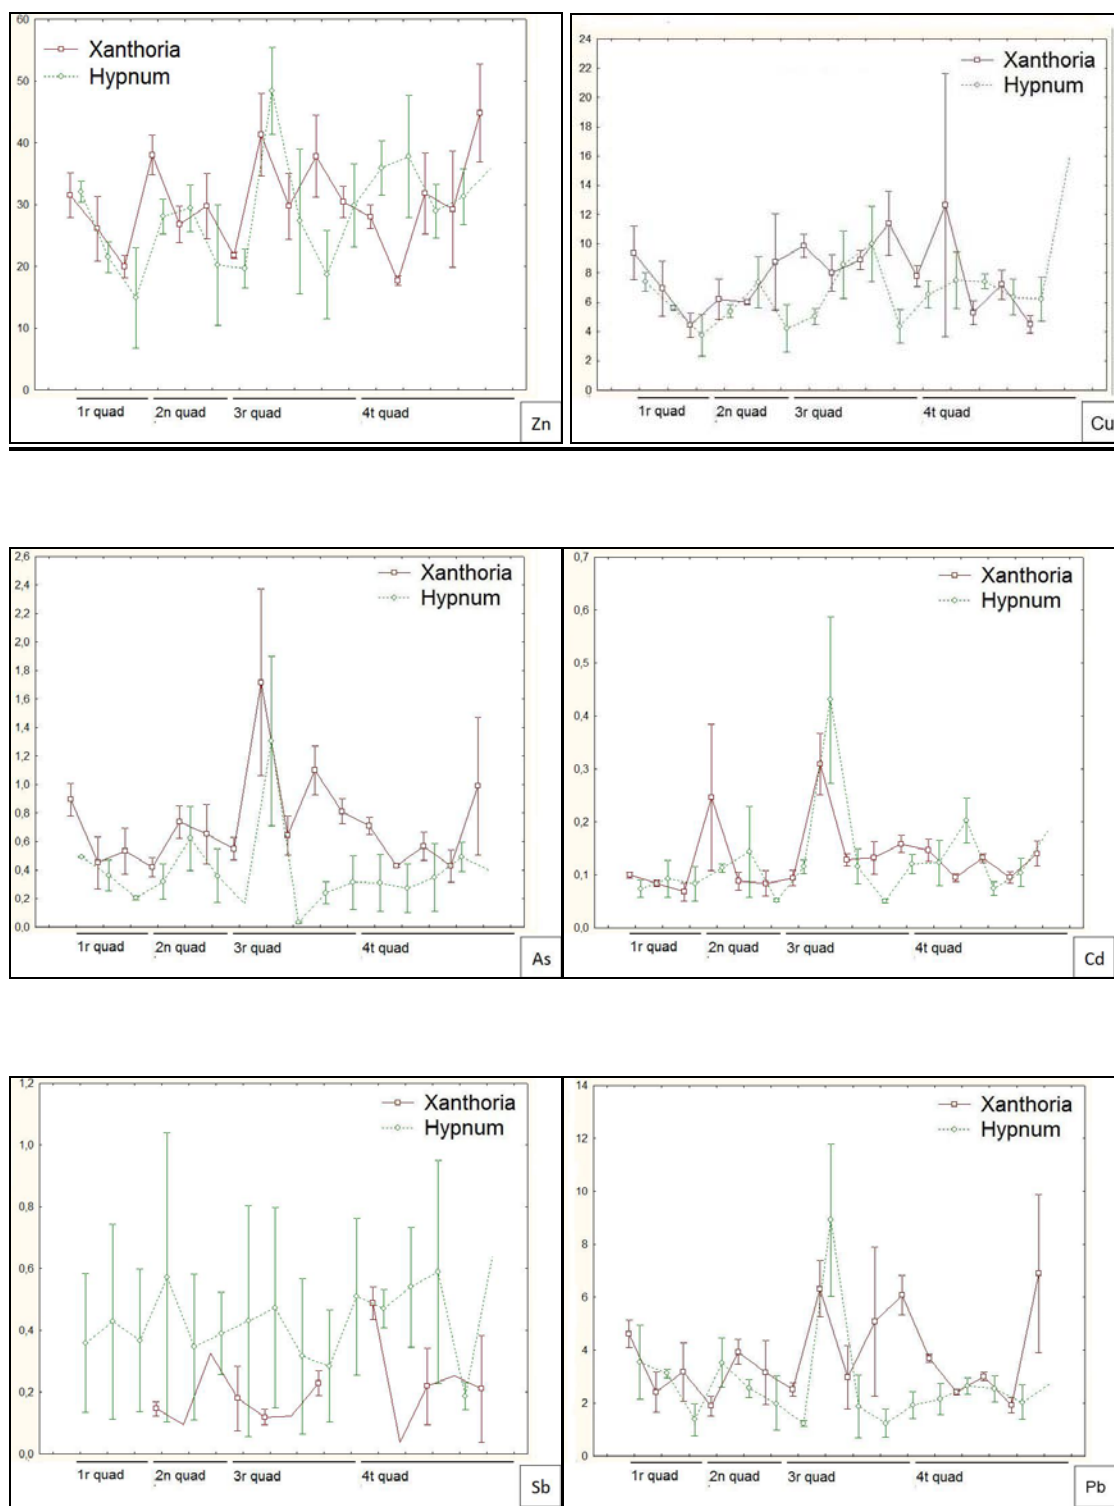 60
50
40
30
20
10
0
Xanthoria
Hypnum
1r quad 2n quad 3r quad 4t quad
Zn
24
22
20
18
16
14
12
10
8
6
4
2
0
Xanthoria
Hypnum
1r quad 2n quad 3r quad 4t quad
Cu
2,6
2,4
2,2
2,0
1,8
1,6
1,4
1,2
1,0
0,8
0,6
0,4
0,2
0,0
Xanthoria
Hypnum
1r quad 2n quad 3r quad 4t quad
As
0,7
0,6
0,5
0,4
0,3
0,2
0,1
0,0
Xanthoria
Hypnum
1r quad 2n quad 3r quad 4t quad
Cd
1,2
1,0
0,8
0,6
0,4
0,2
0,0
Xanthoria
Hypnum
1r quad 2n quad 3r quad 4t quad
Sb
14
12
10
8
6
4
2
0
Xanthoria
Hypnum
1r quad 2n quad 3r quad 4t quad
Pb